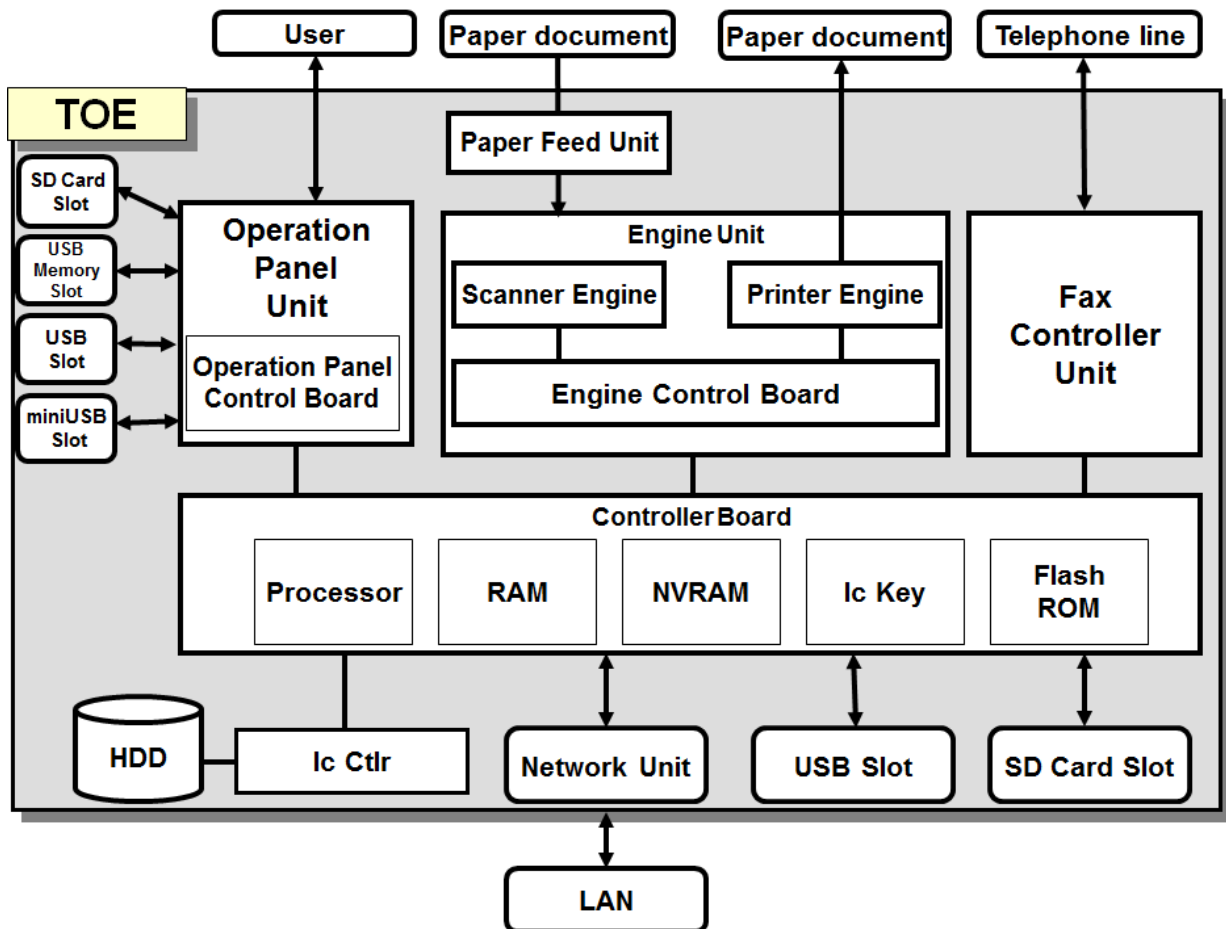 User
Paper document
Paper document
Telephone line
TOE
Paper Feed Unit
SD Card
Slot
USB
Memory
Slot
USB
Slot
miniUSB
Slot
Operation
Panel
Unit
Operation Panel
Control Board
Engine Unit
Scanner Engine
Printer Engine
Engine Control Board
Fax
Controller
Unit
Controller Board
Processor
RAM
NVRAM
Ic Key
Flash
ROM
HDD
Ic Ctlr
Network Unit
USB Slot
SD Card Slot
LAN